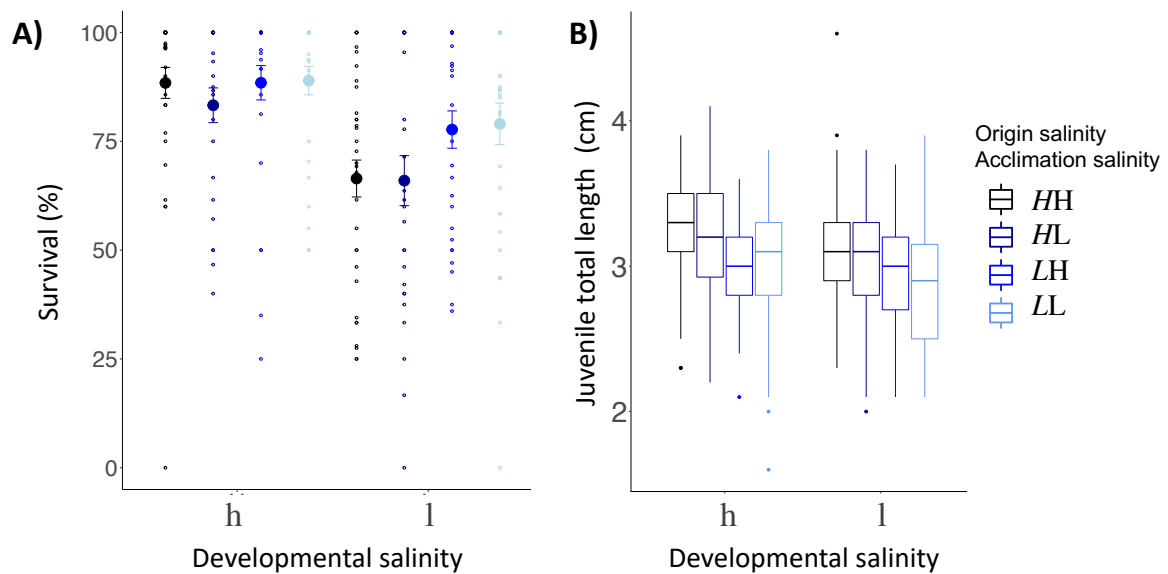 A)
100
75
50
25
0
Survival (%)
h
l
Developmental salinity
B)
4
3
2
Juvenile total length (cm)
h
l
Developmental salinity
Origin salinity
Acclimation salinity
HH
HL
LH
LL